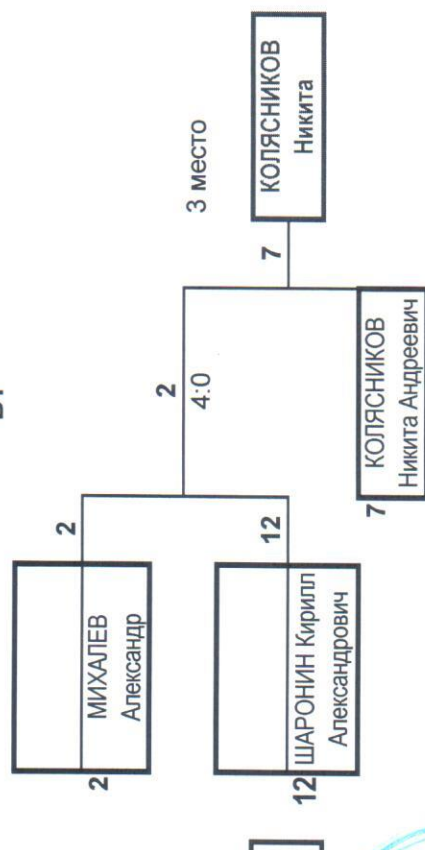 2
МИХАЛЕВ
Александр
2
12
ШАРОНИН Кирилл
Александрович
12
2
4:0
7
КОЛЯСНИКОВ
Никита Андреевич
7
3 место
КОЛЯСНИКОВ
Никита